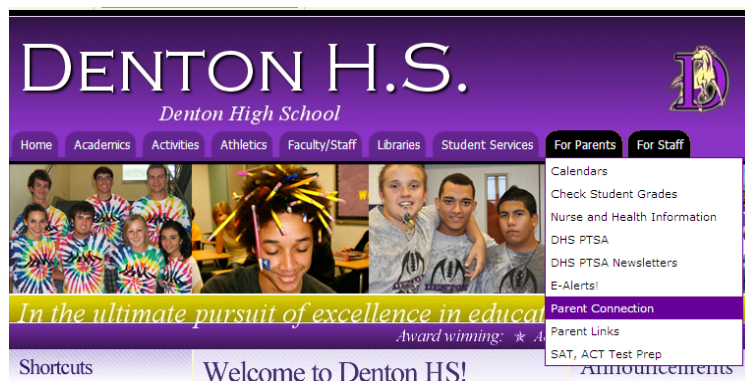 DENTON H.S.
Denton High School
D
Home Academics Activities Athletics Faculty/Staff Libraries Student Services For Parents For Staff
Calendars
Check Student Grades
Nurse and Health Information
DHS PTSA
DHS PTSA Newsletters
E-Alerts!
Parent Connection
Parent Links
SAT, ACT Test Prep
In the ultimate pursuit of excellence in educat
Award winning:
Shortcuts
Welcome to Denton HS!
Announcements